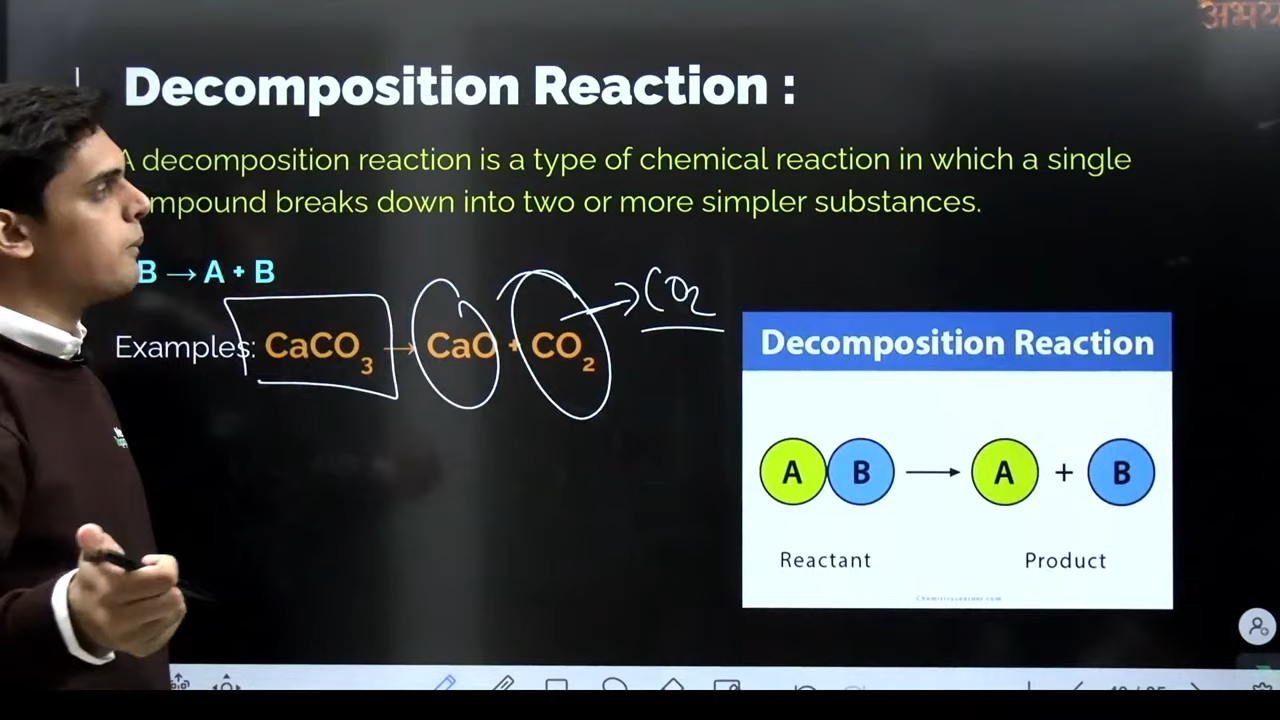 अभय
Decomposition Reaction :
A decomposition reaction is a type of chemical reaction in which a single
mpound breaks down into two or more simpler substances.
B → A + B
Examples: CaCO₃ → CaO + CO₂
→ CO₂
Decomposition Reaction
A B → A + B
Reactant Product